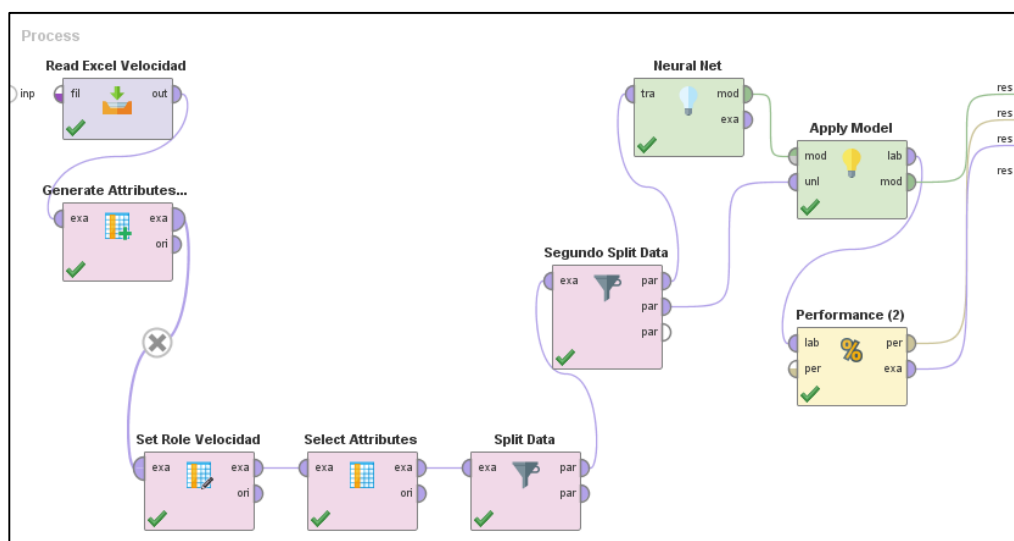 Process
Read Excel Velocidad
inp
fil
out
Generate Attributes...
exa
exa
ori
Set Role Velocidad
exa
exa
ori
Select Attributes
exa
exa
ori
Split Data
exa
par
par
Segundo Split Data
exa
par
par
par
Neural Net
tra
mod
exa
Apply Model
mod
lab
unl
mod
Performance (2)
%
lab
per
per
exa
res
res
res
res